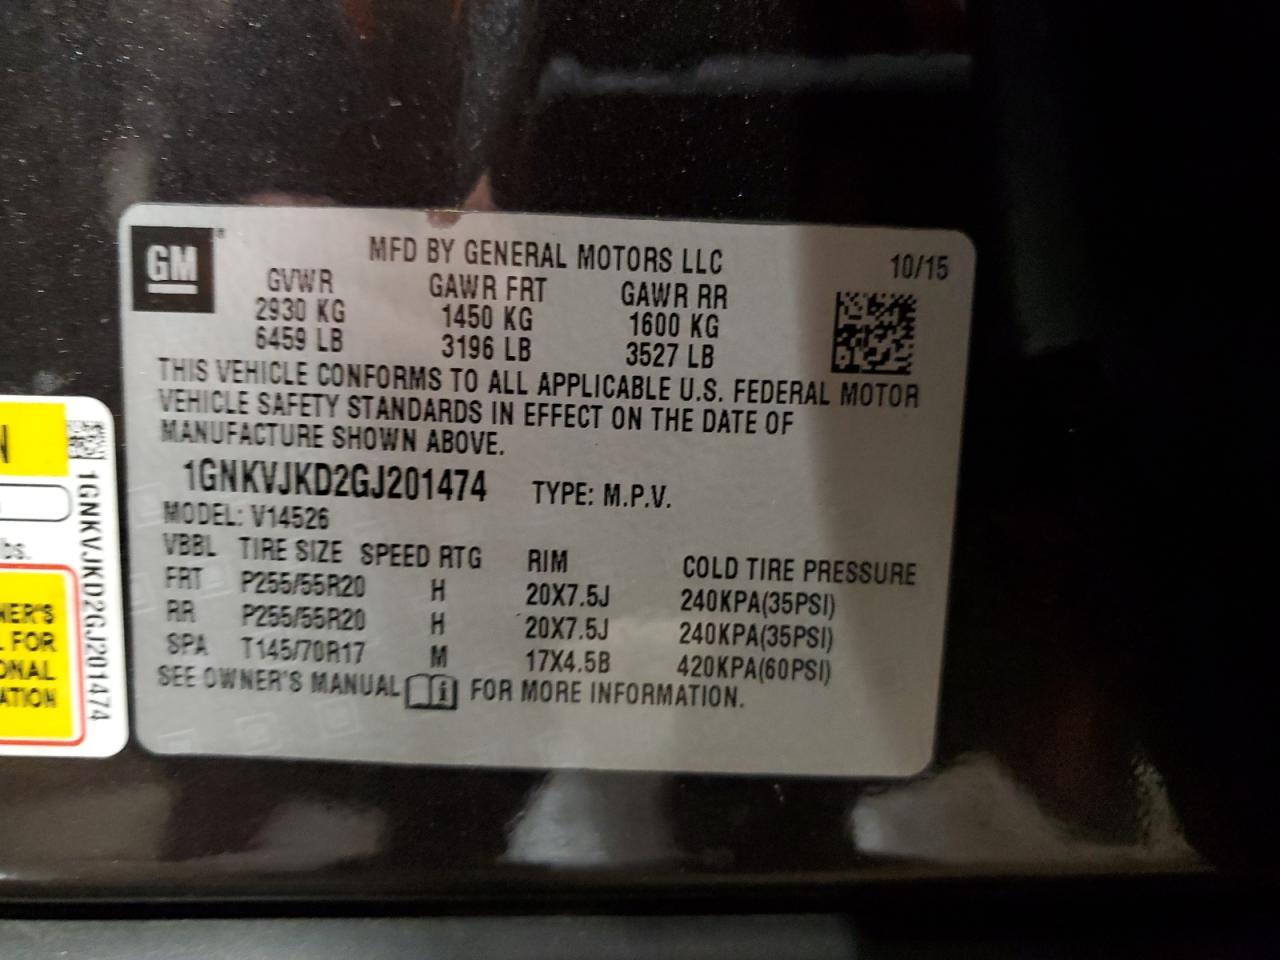 GM®
MFD BY GENERAL MOTORS LLC 10/15
GVWR GAWR FRT GAWR RR
2930 KG 1450 KG 1600 KG
6459 LB 3196 LB 3527 LB
THIS VEHICLE CONFORMS TO ALL APPLICABLE U.S. FEDERAL MOTOR
VEHICLE SAFETY STANDARDS IN EFFECT ON THE DATE OF
MANUFACTURE SHOWN ABOVE.
1GNKVJKD2GJ201474 TYPE: M.P.V.
MODEL: V14526
VBBL TIRE SIZE SPEED RTG RIM COLD TIRE PRESSURE
FRT P255/55R20 H 20X7.5J 240KPA(35PSI)
RR P255/55R20 H 20X7.5J 240KPA(35PSI)
SPA T145/70R17 M 17X4.5B 420KPA(60PSI)
SEE OWNER'S MANUAL FOR MORE INFORMATION.
1GNKVJKD2GJ201474